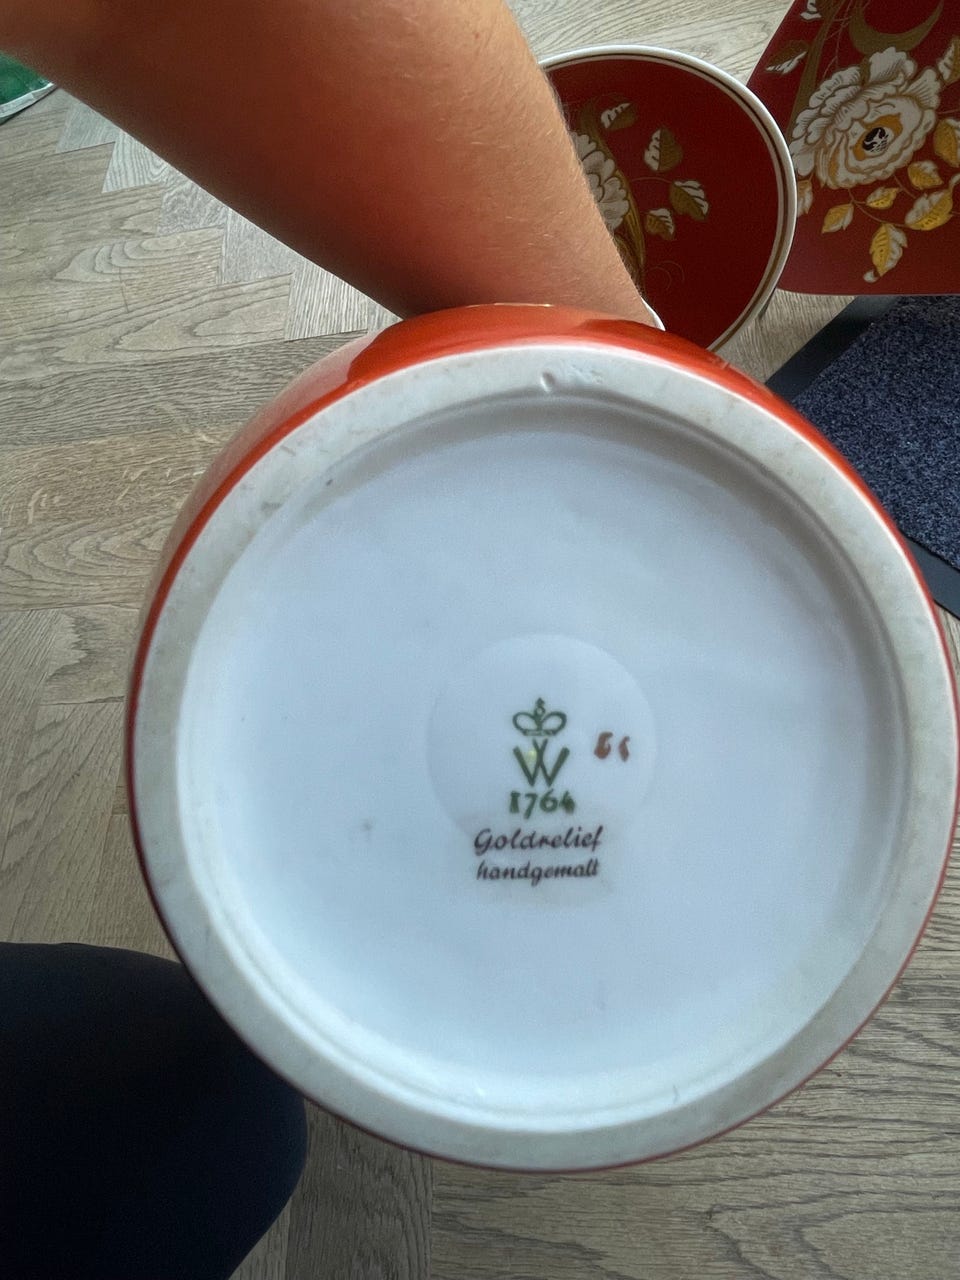 W
1764
Goldrelief
handgemalt